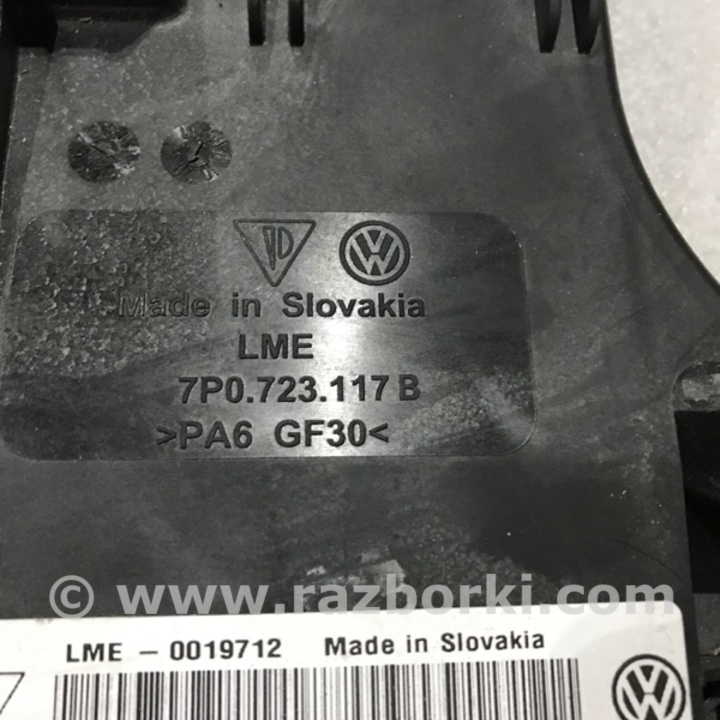 Made in Slovakia
LME
7P0.723.117 B
>PA6 GF30<
© www.razborki.com
LME - 0019712 Made in Slovakia